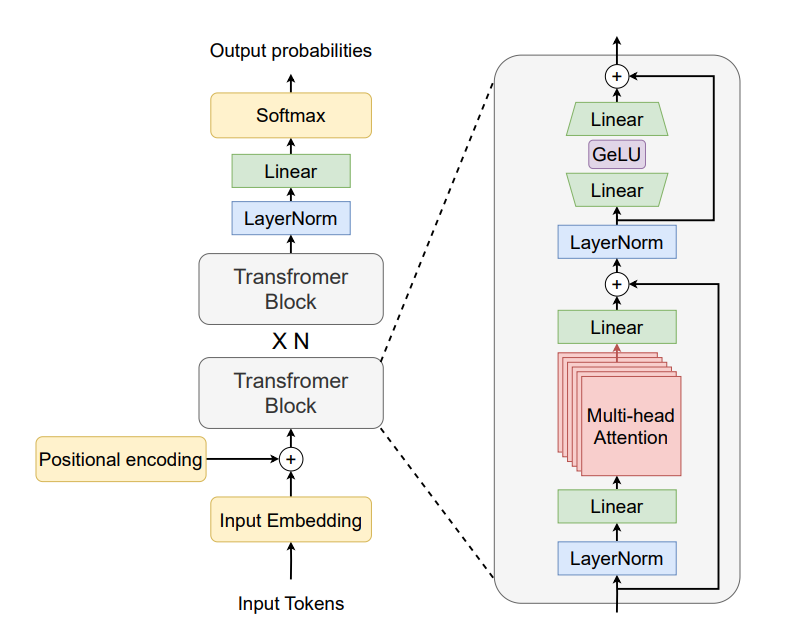 Output probabilities
Softmax
Linear
LayerNorm
Transfromer
Block
X N
Transfromer
Block
Positional encoding
+
Input Embedding
Input Tokens
+
Linear
GeLU
Linear
LayerNorm
+
Linear
Multi-head
Attention
Linear
LayerNorm